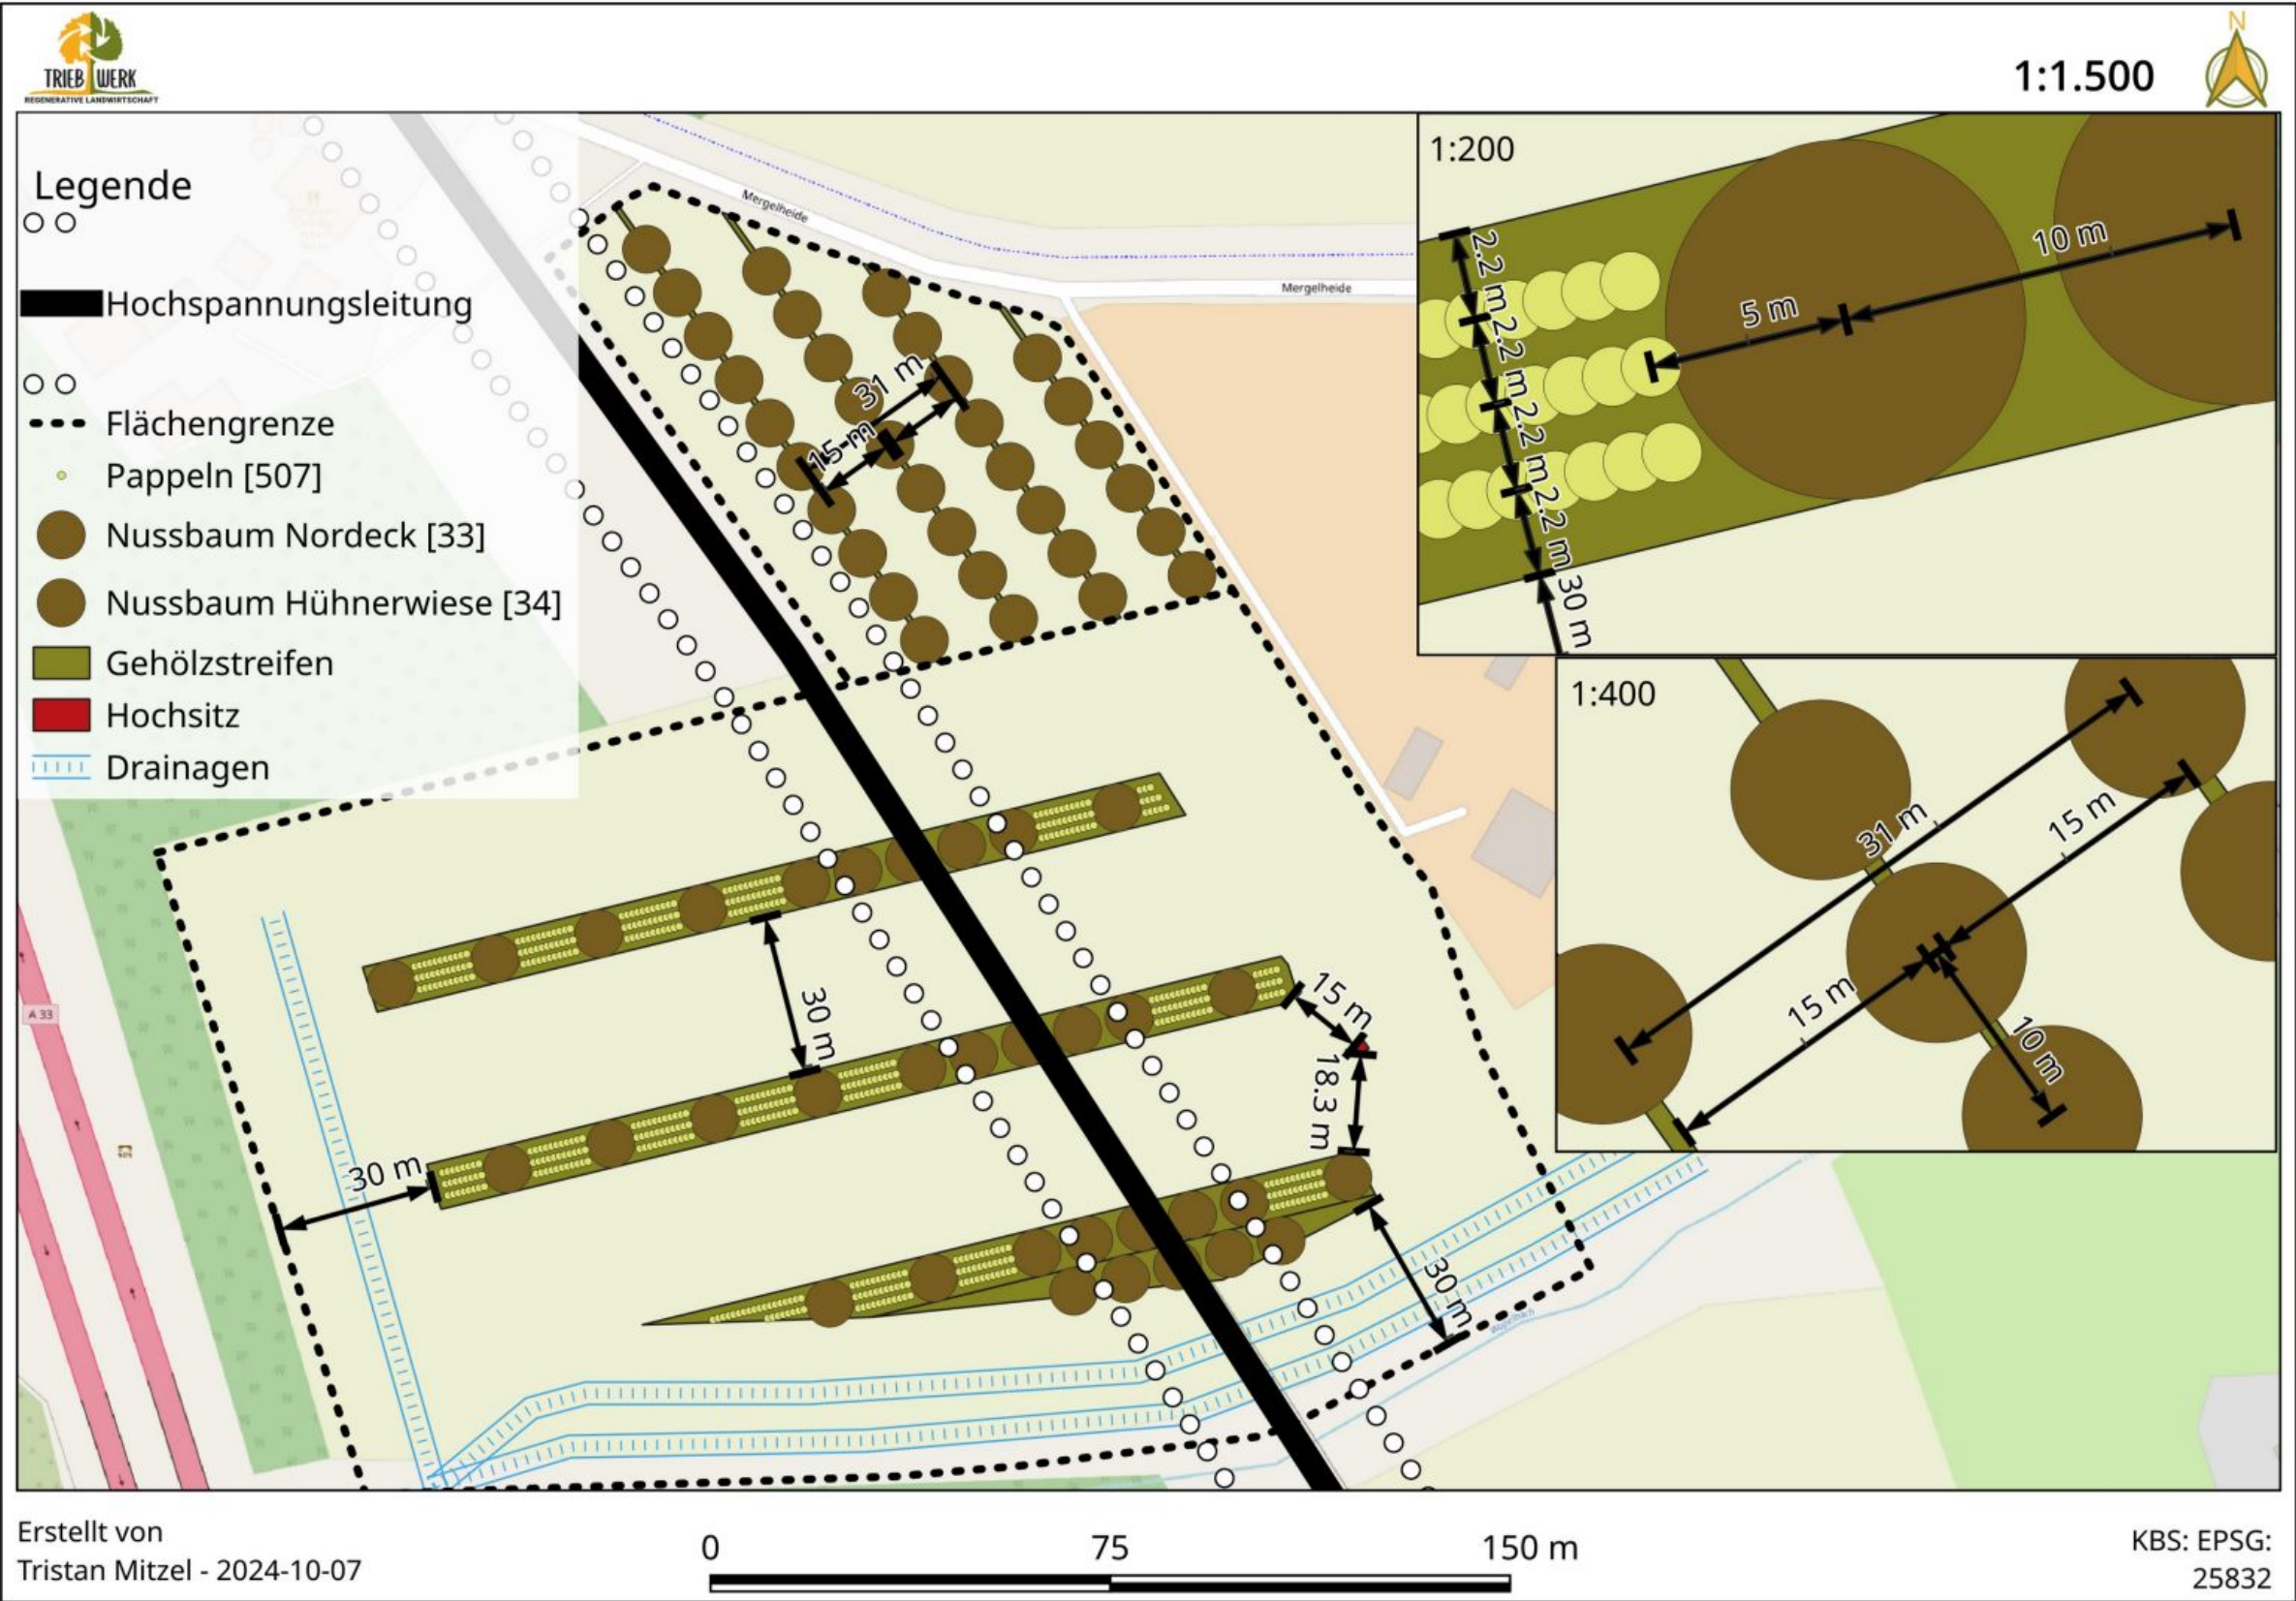 TRIEB WERK
REGENERATIVE LANDWIRTSCHAFT
1:1.500
N
Legende
Hochspannungsleitung
Flächengrenze
Pappeln [507]
Nussbaum Nordeck [33]
Nussbaum Hühnerwiese [34]
Gehölzstreifen
Hochsitz
Drainagen
Mergelheide
Mergelheide
31 m
15 m
30 m
30 m
15 m
18.3 m
30 m
A 33
1:200
2.2 m
2.2 m
2.2 m
2.2 m
30 m
5 m
10 m
1:400
31 m
15 m
15 m
10 m
Erstellt von
Tristan Mitzel - 2024-10-07
0 75 150 m
KBS: EPSG:
25832